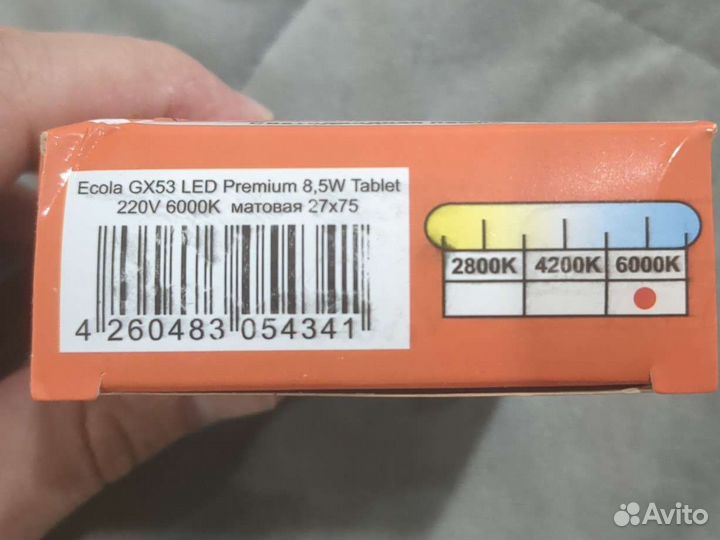 Ecola GX53 LED Premium 8,5W Tablet
220V 6000K матовая 27x75
4 260483 054341
2800K 4200K 6000K
Avito